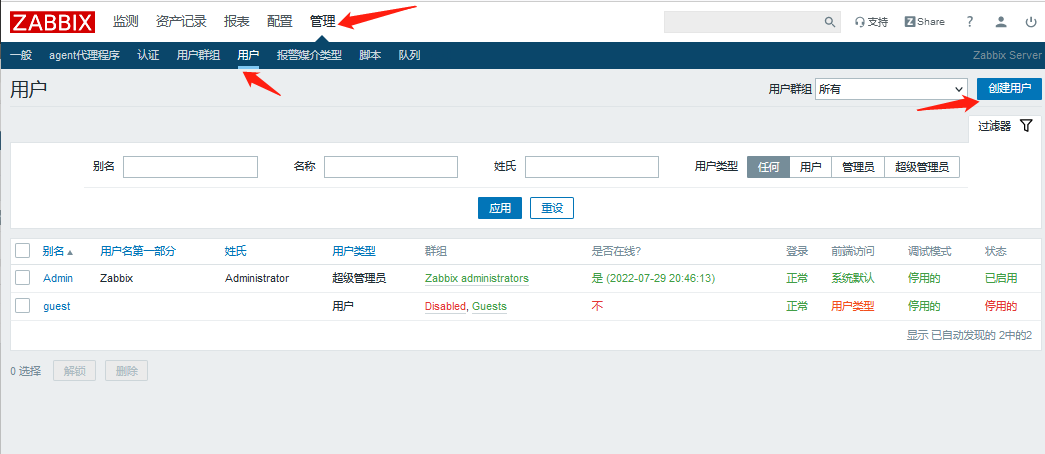 ZABBIX 监测 资产记录 报表 配置 管理 支持 Z Share ?
一般 agent代理程序 认证 用户群组 用户 报警媒介类型 脚本 队列 Zabbix Server
用户 用户群组 所有 创建用户
过滤器
别名 名称 姓氏 用户类型 任何 用户 管理员 超级管理员
应用 重设
别名 用户名第一部分 姓氏 用户类型 群组 是否在线? 登录 前端访问 调试模式 状态
Admin Zabbix Administrator 超级管理员 Zabbix administrators 是 (2022-07-29 20:46:13) 正常 系统默认 停用的 已启用
guest 用户 Disabled, Guests 不 正常 用户类型 停用的 停用的
显示 已自动发现的 2中的2
0 选择 解锁 删除